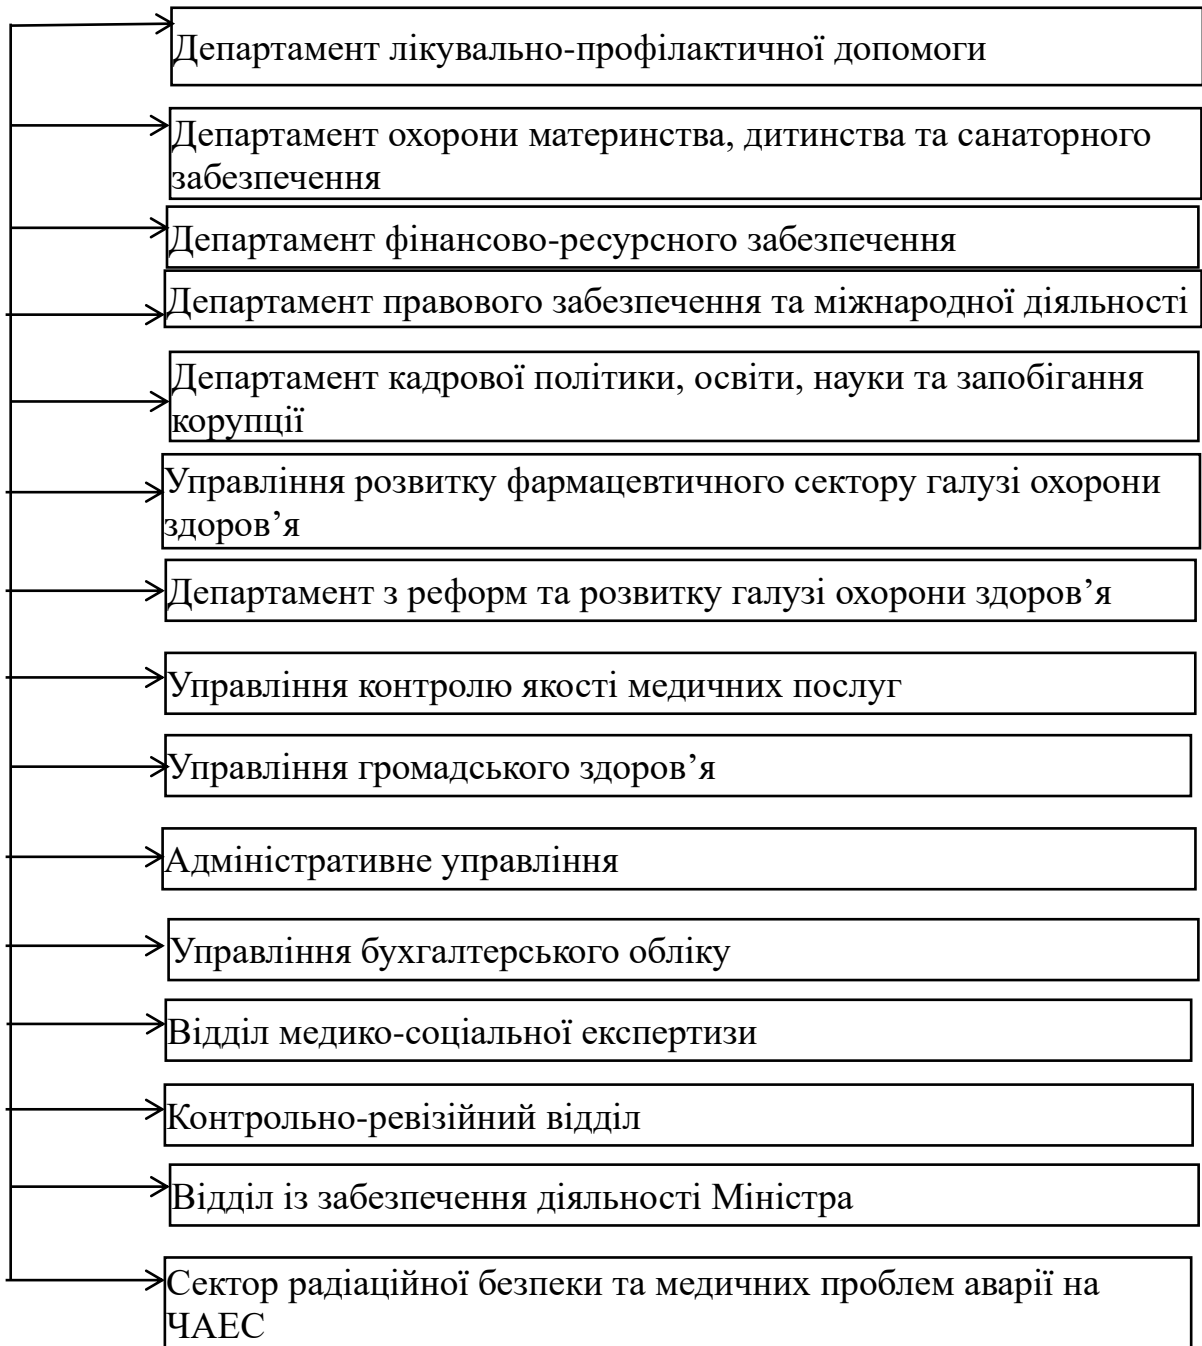 Департамент лікувально-профілактичної допомоги
Департамент охорони материнства, дитинства та санаторного
забезпечення
Департамент фінансово-ресурсного забезпечення
Департамент правового забезпечення та міжнародної діяльності
Департамент кадрової політики, освіти, науки та запобігання
корупції
Управління розвитку фармацевтичного сектору галузі охорони
здоров’я
Департамент з реформ та розвитку галузі охорони здоров’я
Управління контролю якості медичних послуг
Управління громадського здоров’я
Адміністративне управління
Управління бухгалтерського обліку
Відділ медико-соціальної експертизи
Контрольно-ревізійний відділ
Відділ із забезпечення діяльності Міністра
Сектор радіаційної безпеки та медичних проблем аварії на
ЧАЕС